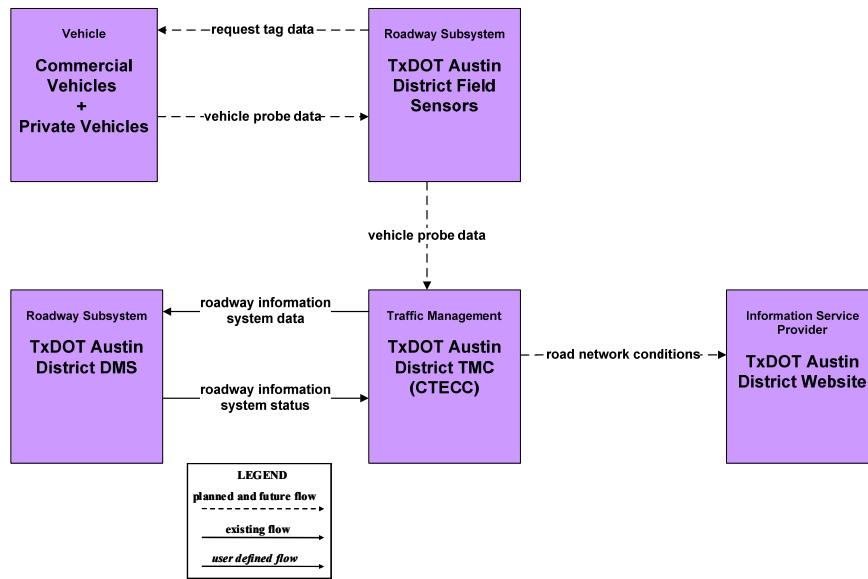 Vehicle
Commercial
Vehicles
+
Private Vehicles
request tag data
vehicle probe data
Roadway Subsystem
TxDOT Austin
District Field
Sensors
vehicle probe data
Roadway Subsystem
TxDOT Austin
District DMS
roadway information
system data
roadway information
system status
Traffic Management
TxDOT Austin
District TMC
(CTECC)
road network conditions
Information Service
Provider
TxDOT Austin
District Website
LEGEND
planned and future flow
existing flow
user defined flow